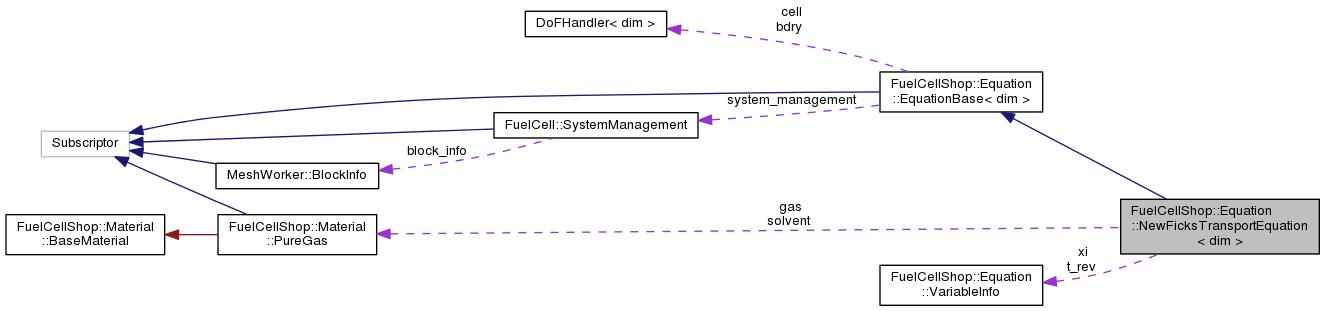 cell
bdry
DoFHandler< dim >
FuelCellShop::Equation
::EquationBase< dim >
system_management
FuelCell::SystemManagement
Subscriptor
block_info
MeshWorker::BlockInfo
FuelCellShop::Material
::BaseMaterial
FuelCellShop::Material
::PureGas
gas
solvent
FuelCellShop::Equation
::NewFicksTransportEquation
< dim >
xi
t_rev
FuelCellShop::Equation
::VariableInfo